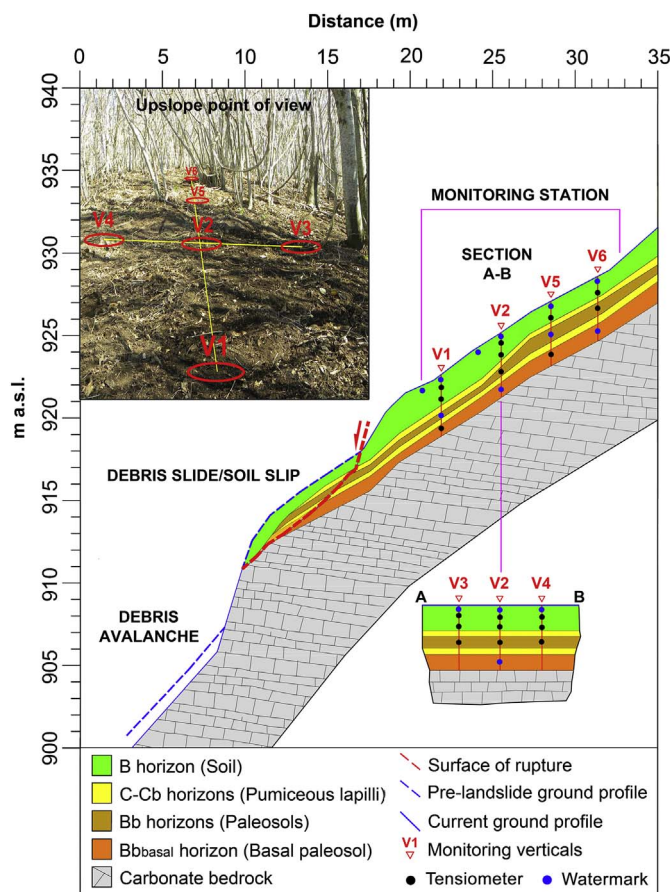 Distance (m)
0 5 10 15 20 25 30 35
940
935
930
925
920
915
910
905
900
m a.s.l.
Upslope point of view
V6
V5
V4
V2
V3
V1
MONITORING STATION
SECTION
A-B
V6
V5
V2
V1
DEBRIS SLIDE/SOIL SLIP
DEBRIS
AVALANCHE
V3 V2 V4
A B
B horizon (Soil)
C-Cb horizons (Pumiceous lapilli)
Bb horizons (Paleosols)
Bbbasal horizon (Basal paleosol)
Carbonate bedrock
Surface of rupture
Pre-landslide ground profile
Current ground profile
V1 Monitoring verticals
Tensiometer Watermark